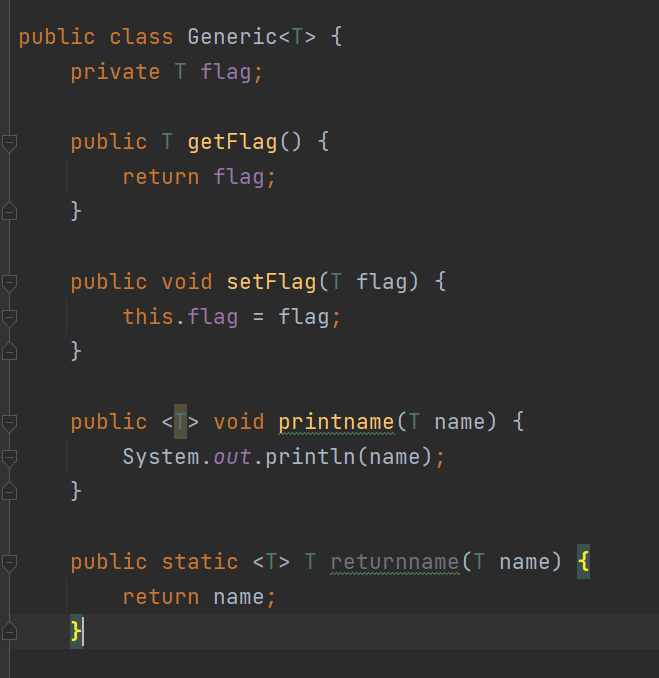 public class Generic<T> {
    private T flag;

    public T getFlag() {
        return flag;
    }

    public void setFlag(T flag) {
        this.flag = flag;
    }

    public <T> void printname(T name) {
        System.out.println(name);
    }

    public static <T> T returnname(T name) {
        return name;
    }